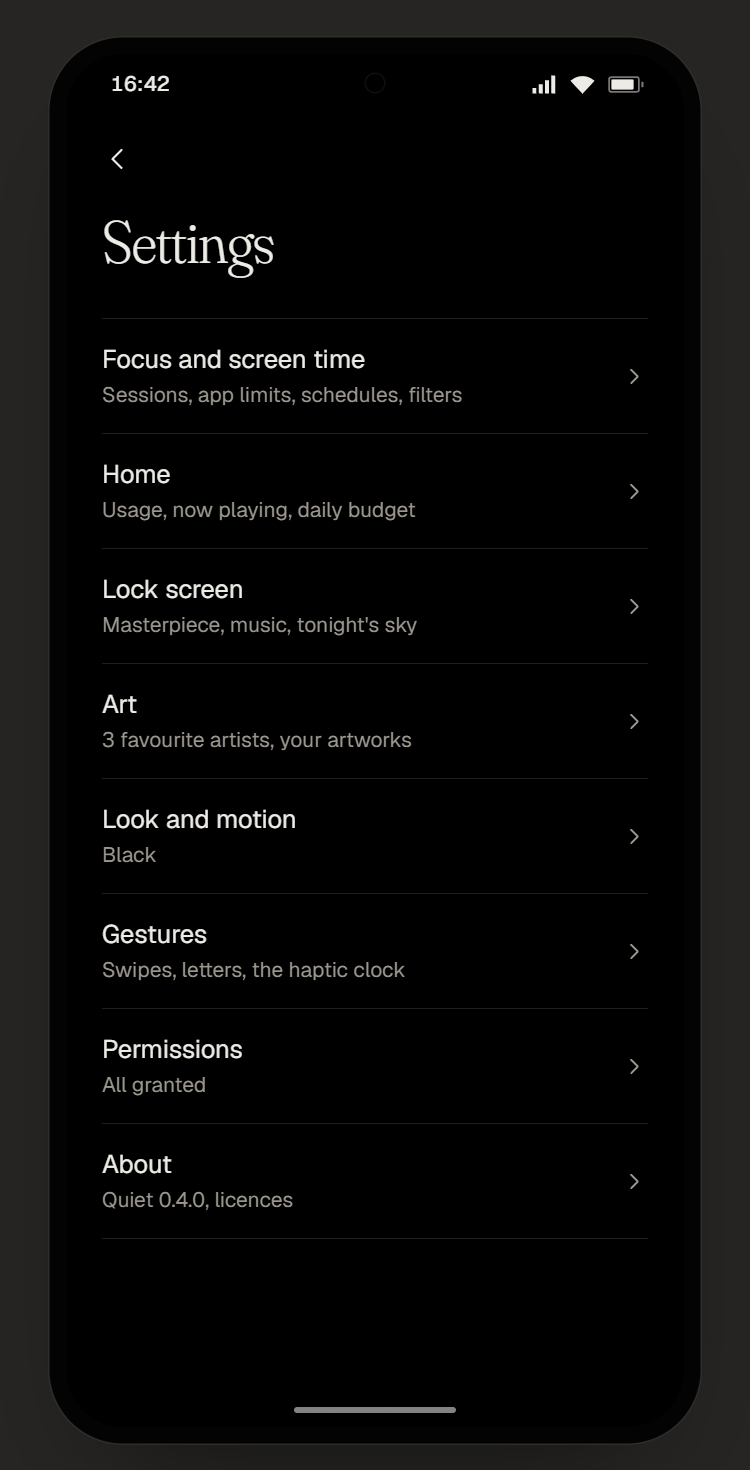 16:42
Settings
Focus and screen time
Sessions, app limits, schedules, filters
Home
Usage, now playing, daily budget
Lock screen
Masterpiece, music, tonight's sky
Art
3 favourite artists, your artworks
Look and motion
Black
Gestures
Swipes, letters, the haptic clock
Permissions
All granted
About
Quiet 0.4.0, licences